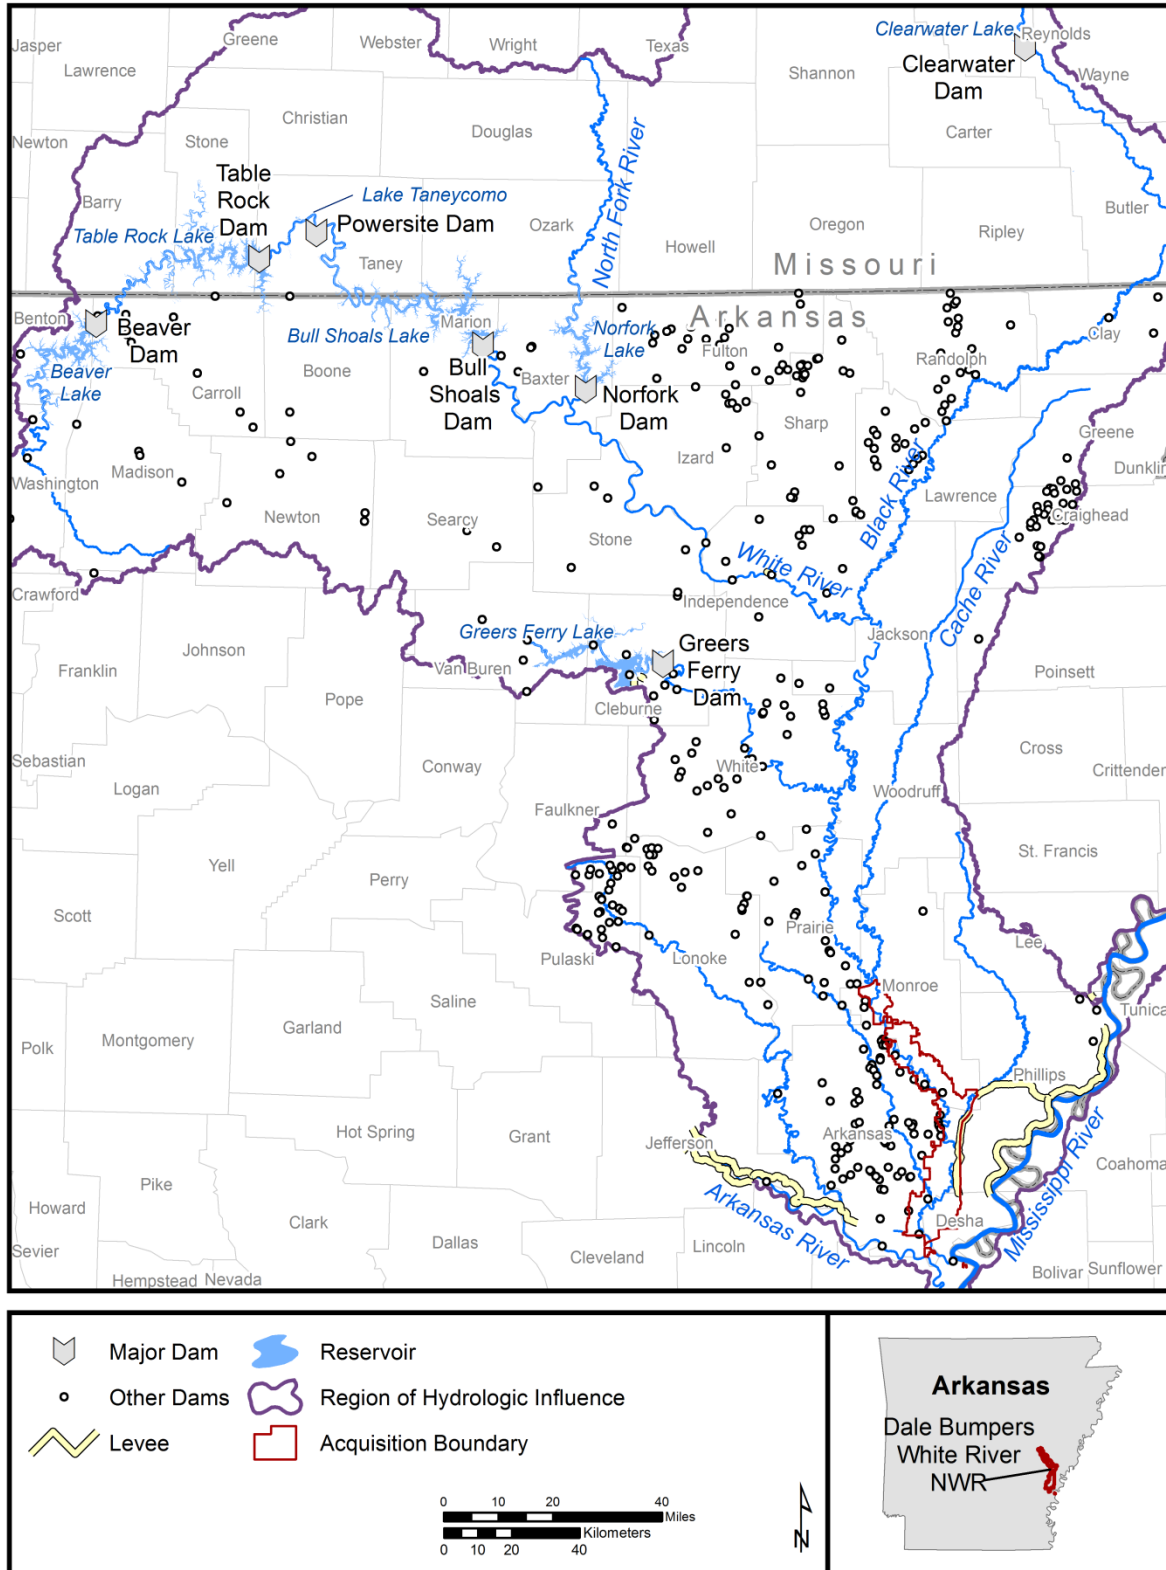 Jasper
Greene
Webster
Wright
Texas
Clearwater Lake
Reynolds
Lawrence
Shannon
Clearwater
Dam
Wayne
Christian
Douglas
Carter
Newton
Stone
North Fork River
Table
Rock
Dam
Lake Taneycomo
Barry
Powersite Dam
Ozark
Oregon
Ripley
Butler
Table Rock Lake
Taney
Howell
Missouri
Arkansas
Benton
Beaver
Dam
Bull Shoals Lake
Marion
Norfork
Lake
Fulton
Randolph
Clay
Beaver
Lake
Carroll
Boone
Bull
Shoals
Dam
Baxter
Norfork
Dam
Sharp
Greene
Izard
Dunklin
Madison
Washington
Lawrence
Newton
Searcy
Stone
Black River
Craighead
White River
Cache River
Crawford
Independence
Jackson
Johnson
Greers Ferry Lake
Greers
Ferry
Dam
Franklin
Van Buren
Poinsett
Pope
Cleburne
Sebastian
Logan
Conway
White
Cross
Crittenden
Woodruff
Faulkner
Yell
Perry
St. Francis
Scott
Prairie
Lee
Pulaski
Lonoke
Monroe
Saline
Tunica
Polk
Montgomery
Garland
Phillips
Hot Spring
Grant
Jefferson
Arkansas
Mississippi River
Coahoma
Pike
Howard
Clark
Arkansas River
Desha
Sevier
Dallas
Cleveland
Lincoln
Hempstead
Nevada
Bolivar
Sunflower
Major Dam
Reservoir
Other Dams
Region of Hydrologic Influence
Levee
Acquisition Boundary
0 10 20 40
Miles
Kilometers
0 10 20 40
N
Arkansas
Dale Bumpers
White River
NWR